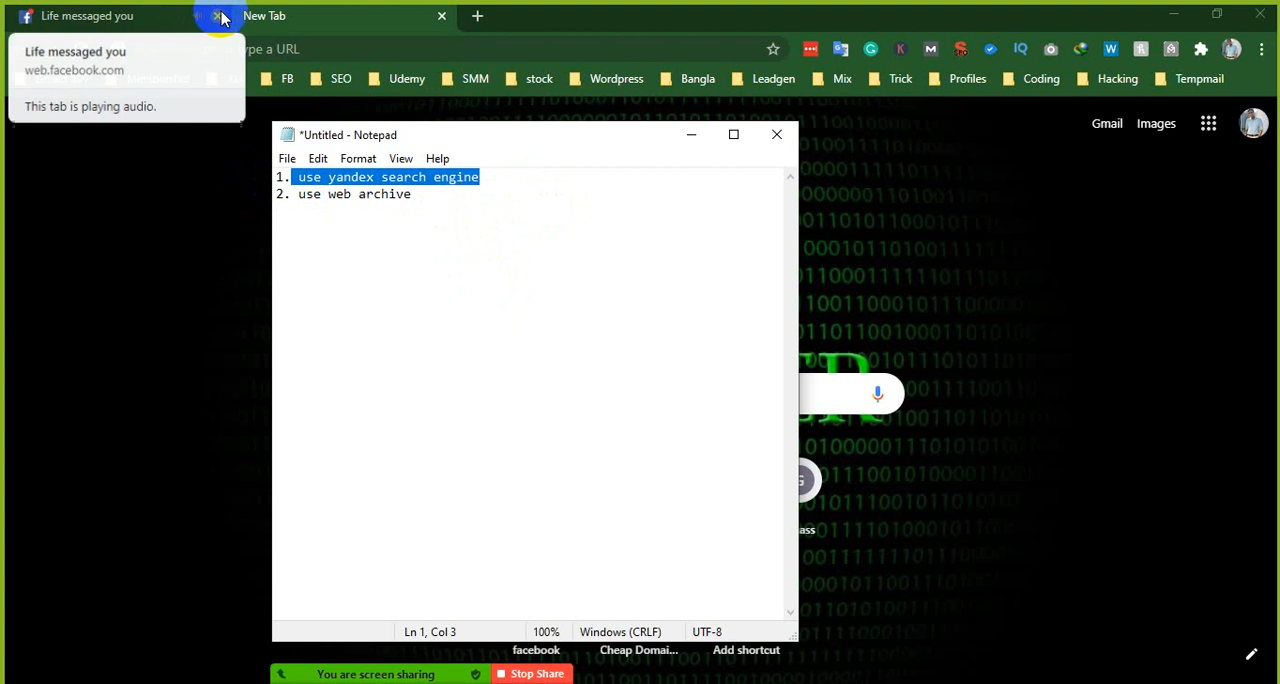 Life messaged you
New Tab
Life messaged you
web.facebook.com
This tab is playing audio.
ype a URL
FB
SEO
Udemy
SMM
stock
Wordpress
Bangla
Leadgen
Mix
Trick
Profiles
Coding
Hacking
Tempmail
Gmail
Images
*Untitled - Notepad
File Edit Format View Help
1. use yandex search engine
2. use web archive
G
ass
Ln 1, Col 3
100%
Windows (CRLF)
UTF-8
facebook
Cheap Domai...
Add shortcut
You are screen sharing
Stop Share